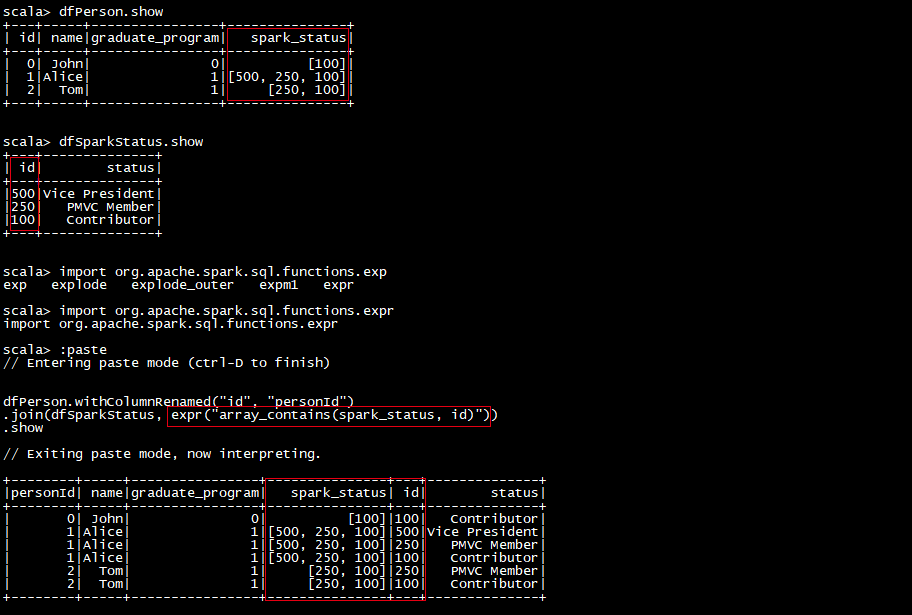 scala> dfPerson.show
+---+-----+----------------+---------------+
| id| name|graduate_program|   spark_status|
+---+-----+----------------+---------------+
|  0| John|               0|          [100]|
|  1|Alice|               1|[500, 250, 100]|
|  2|  Tom|               1|     [250, 100]|
+---+-----+----------------+---------------+
scala> dfSparkStatus.show
+---+--------------+
| id|        status|
+---+--------------+
|500|Vice President|
|250|   PMVC Member|
|100|   Contributor|
+---+--------------+
scala> import org.apache.spark.sql.functions.exp
exp   explode   explode_outer   expm1   expr
scala> import org.apache.spark.sql.functions.expr
import org.apache.spark.sql.functions.expr
scala> :paste
// Entering paste mode (ctrl-D to finish)
dfPerson.withColumnRenamed("id", "personId")
.join(dfSparkStatus, expr("array_contains(spark_status, id)"))
.show
// Exiting paste mode, now interpreting.
+--------+-----+----------------+---------------+---+--------------+
|personId| name|graduate_program|   spark_status| id|        status|
+--------+-----+----------------+---------------+---+--------------+
|       0| John|               0|          [100]|100|   Contributor|
|       1|Alice|               1|[500, 250, 100]|500|Vice President|
|       1|Alice|               1|[500, 250, 100]|250|   PMVC Member|
|       1|Alice|               1|[500, 250, 100]|100|   Contributor|
|       2|  Tom|               1|     [250, 100]|250|   PMVC Member|
|       2|  Tom|               1|     [250, 100]|100|   Contributor|
+--------+-----+----------------+---------------+---+--------------+